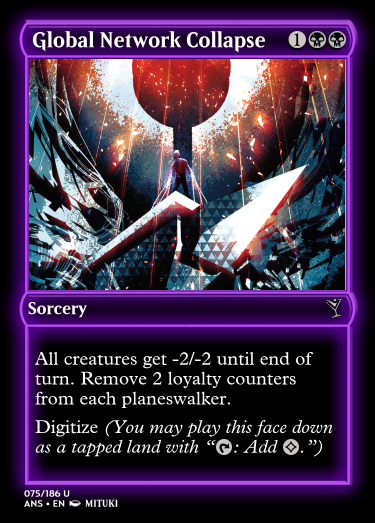 Global Network Collapse 1
Sorcery
All creatures get -2/-2 until end of
turn. Remove 2 loyalty counters
from each planeswalker.
Digitize (You may play this face down
as a tapped land with “: Add .”)
075/186 U
ANS • EN MITUKI